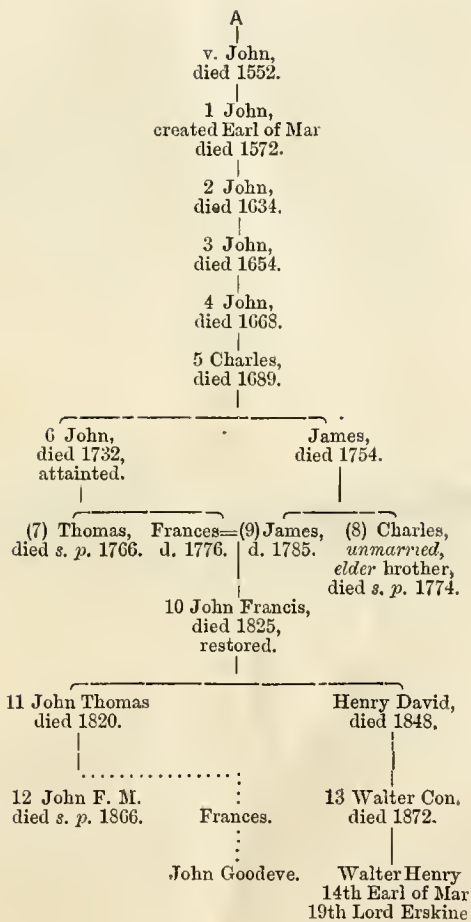 A
v. John,
died 1552.
1 John,
created Earl of Mar
died 1572.
2 John,
died 1634.
3 John,
died 1654.
4 John,
died 1668.
5 Charles,
died 1689.
6 John,
died 1732,
attainted.
James,
died 1754.
(7) Thomas,
died s. p. 1766.
Frances=(9) James,
d. 1776. d. 1785.
(8) Charles,
unmarried,
elder brother,
died s. p. 1774.
10 John Francis,
died 1825,
restored.
11 John Thomas
died 1820.
Henry David,
died 1848.
12 John F. M.
died s. p. 1866.
Frances.
13 Walter Con.
died 1872.
John Goodeve.
Walter Henry
14th Earl of Mar
19th Lord Erskine